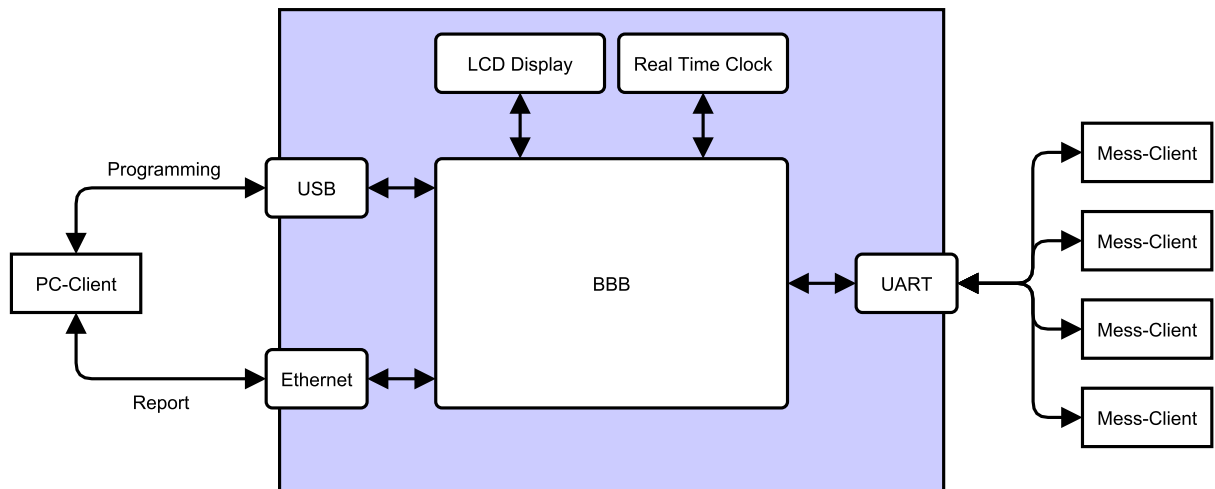 LCD Display
Real Time Clock
Programming
USB
PC-Client
BBB
UART
Ethernet
Report
Mess-Client
Mess-Client
Mess-Client
Mess-Client